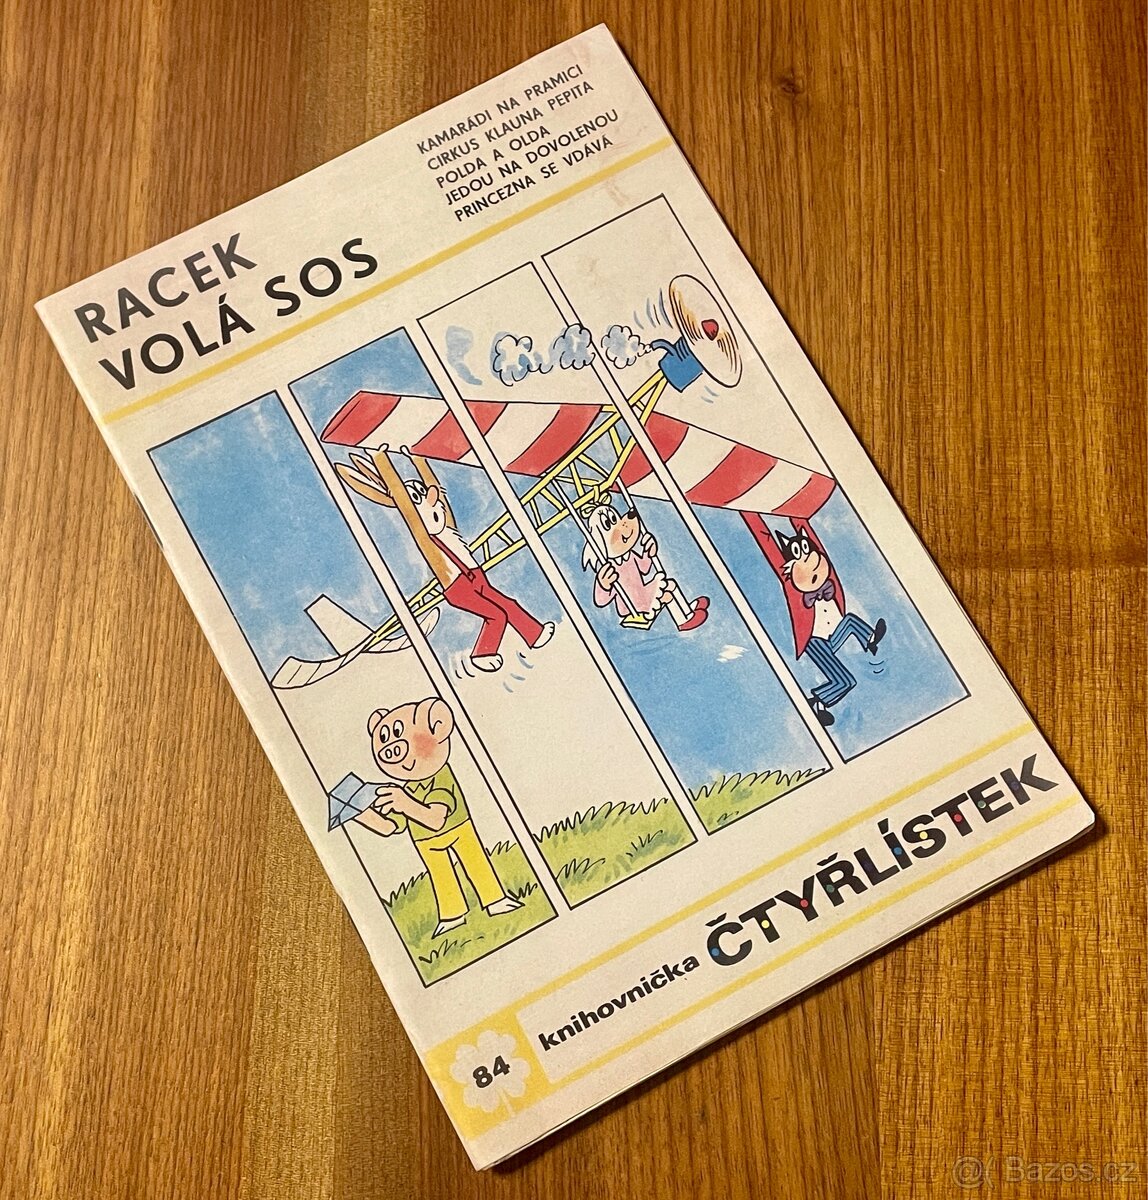 KAMARÁDI NA PRAMICI
CIRKUS KLAUNA PEPITA
POLDA A OLDA
JEDOU NA DOVOLENOU
PRINCEZNA SE VDÁVÁ
RACEK
VOLÁ SOS
84 knihovnička ČTYŘLÍSTEK
@( Bazos.cz